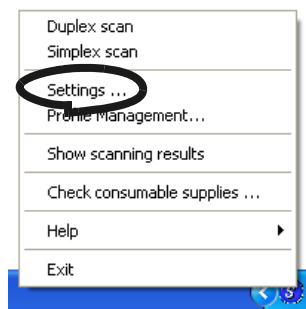 Duplex scan
Simplex scan
Settings ...
Profile Management...
Show scanning results
Check consumable supplies ...
Help
Exit
S